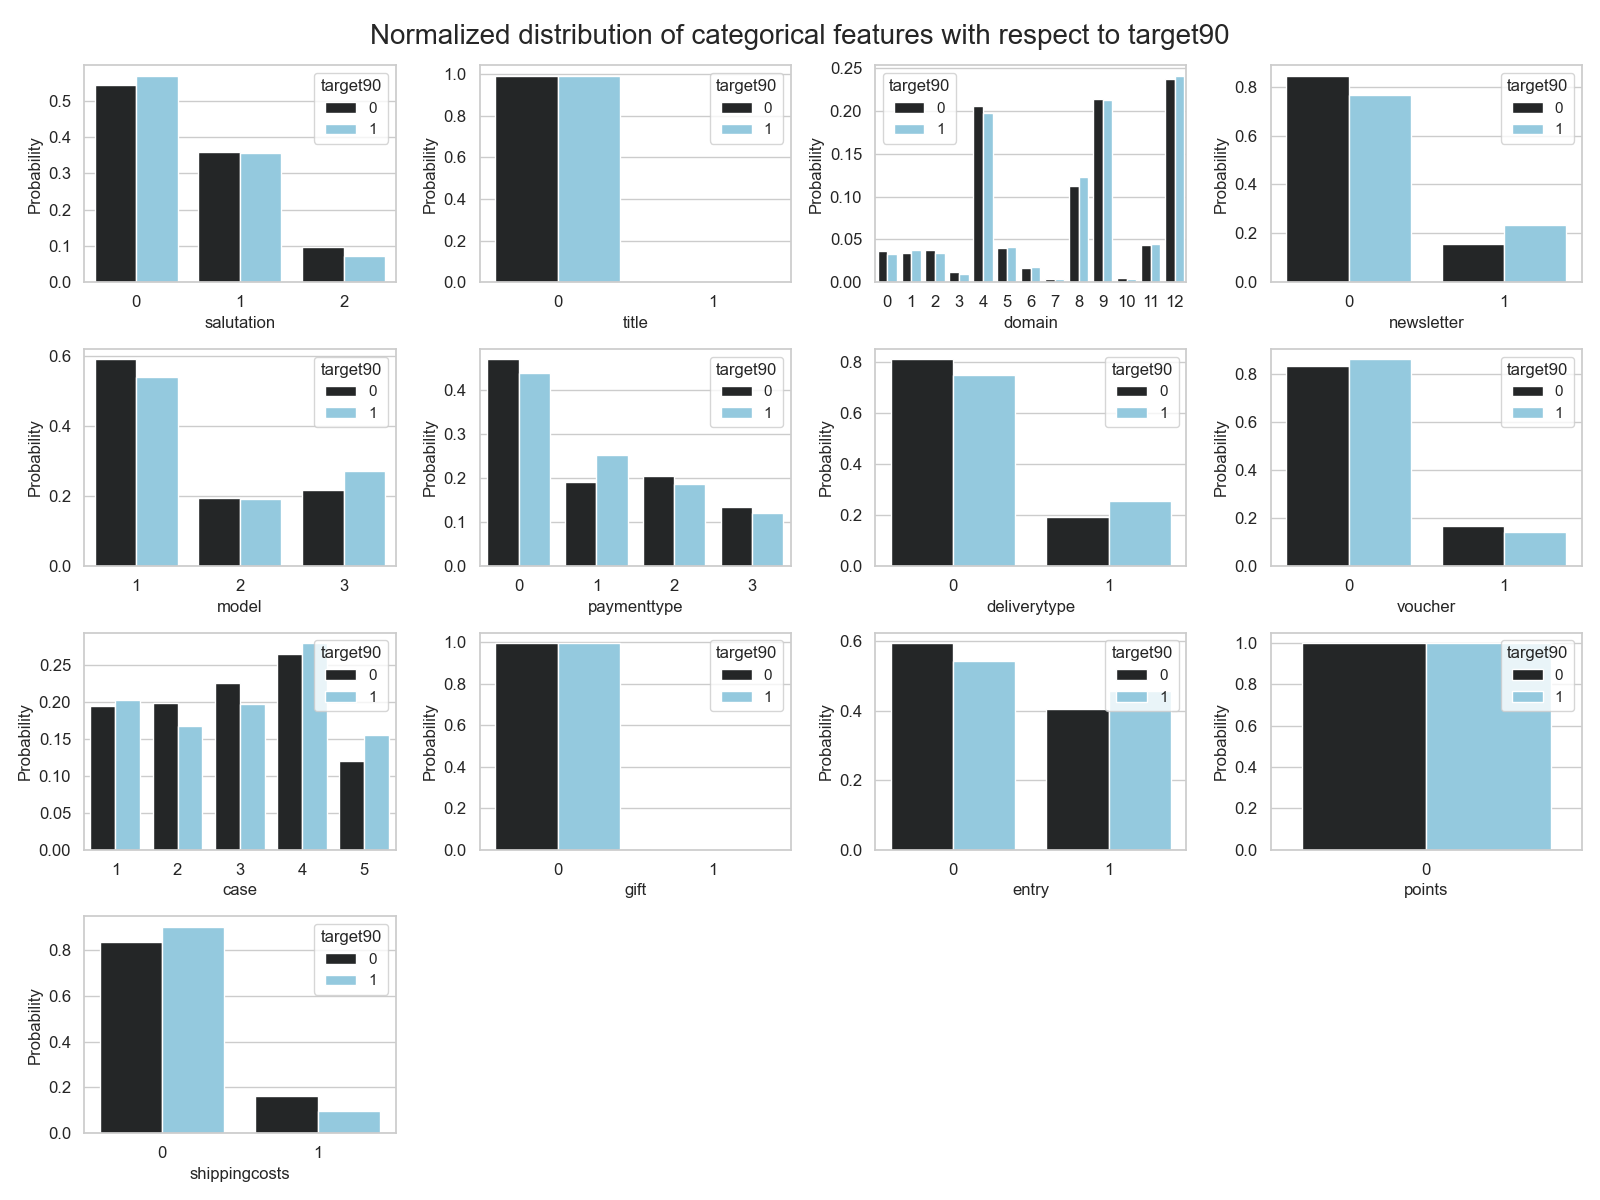 Normalized distribution of categorical features with respect to target90
Probability
0.5
0.4
0.3
0.2
0.1
0.0
0 1 2
salutation
target90
0
1
Probability
1.0
0.8
0.6
0.4
0.2
0.0
0 1
title
target90
0
1
Probability
0.25
0.20
0.15
0.10
0.05
0.00
0 1 2 3 4 5 6 7 8 9 10 11 12
domain
target90
0
1
Probability
0.8
0.6
0.4
0.2
0.0
0 1
newsletter
target90
0
1
Probability
0.6
0.4
0.2
0.0
1 2 3
model
target90
0
1
Probability
0.4
0.3
0.2
0.1
0.0
0 1 2 3
paymenttype
target90
0
1
Probability
0.8
0.6
0.4
0.2
0.0
0 1
deliverytype
target90
0
1
Probability
0.8
0.6
0.4
0.2
0.0
0 1
voucher
target90
0
1
Probability
0.25
0.20
0.15
0.10
0.05
0.00
1 2 3 4 5
case
target90
0
1
Probability
1.0
0.8
0.6
0.4
0.2
0.0
0 1
gift
target90
0
1
Probability
0.6
0.4
0.2
0.0
0 1
entry
target90
0
1
Probability
1.0
0.8
0.6
0.4
0.2
0.0
0
points
target90
0
1
Probability
0.8
0.6
0.4
0.2
0.0
0 1
shippingcosts
target90
0
1